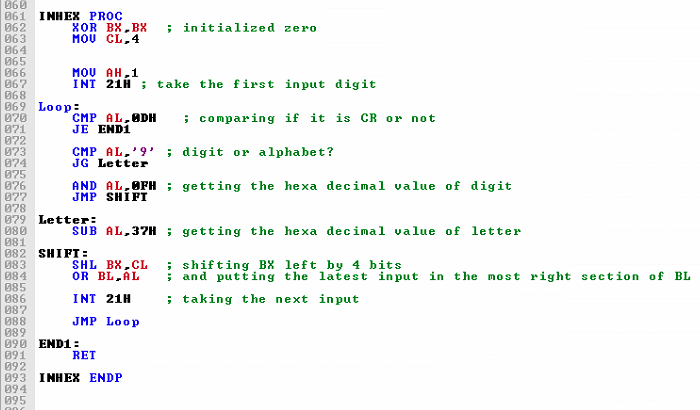 060
061 INHEX PROC
062 XOR BX,BX ; initialized zero
063 MOV CL,4
064
065
066 MOV AH,1
067 INT 21H ; take the first input digit
068
069 Loop:
070 CMP AL,0DH ; comparing if it is CR or not
071 JE END1
072
073 CMP AL,'9' ; digit or alphabet?
074 JG Letter
075
076 AND AL,0FH ; getting the hexa decimal value of digit
077 JMP SHIFT
078
079 Letter:
080 SUB AL,37H ; getting the hexa decimal value of letter
081
082 SHIFT:
083 SHL BX,CL ; shifting BX left by 4 bits
084 OR BL,AL ; and putting the latest input in the most right section of BL
085
086 INT 21H ; taking the next input
087
088 JMP Loop
089
090 END1:
091 RET
092
093 INHEX ENDP
094
095